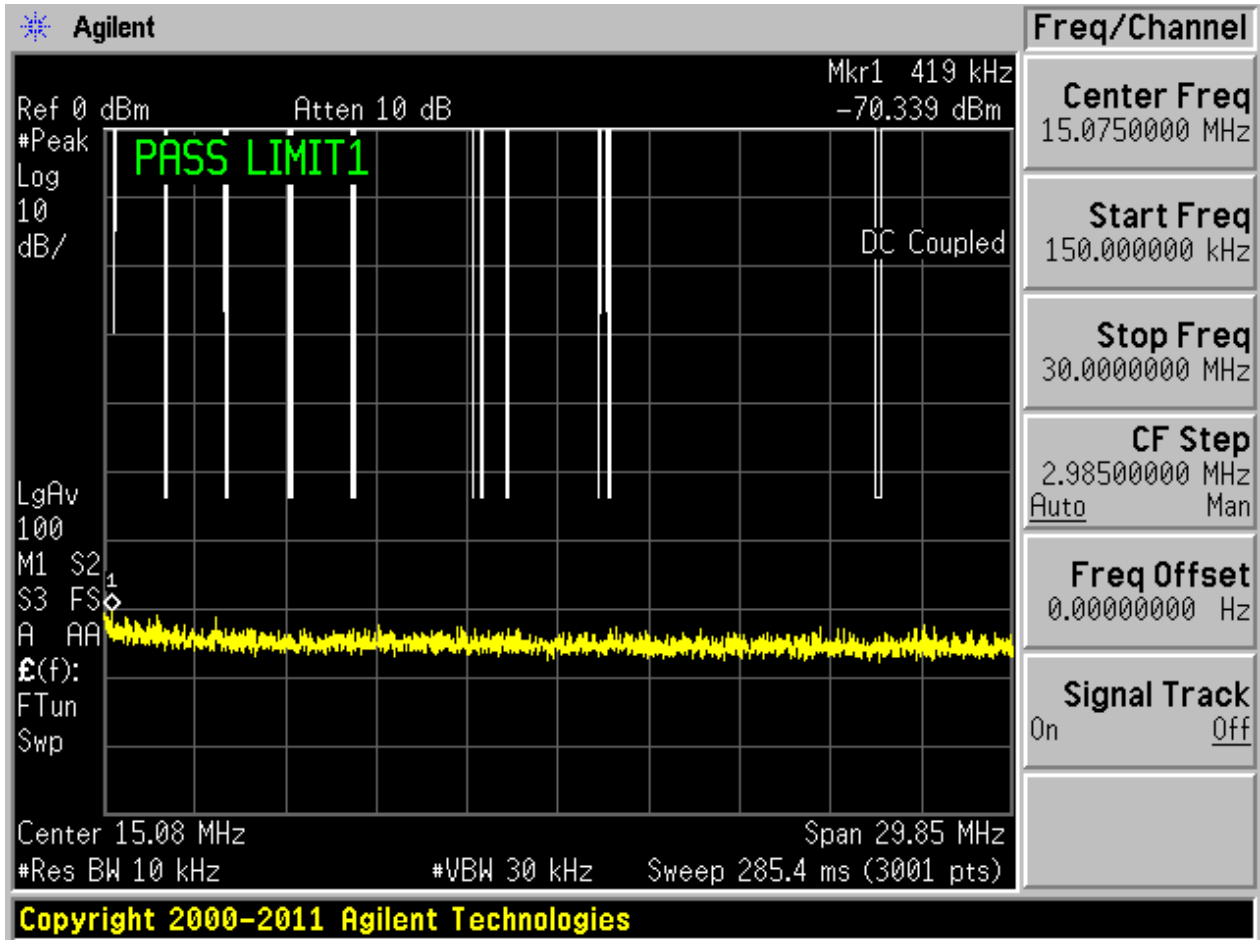 Agilent
Freq/Channel
Mkr1 419 kHz
Ref 0 dBm Atten 10 dB -70.339 dBm
#Peak
Log
10
dB/
PASS LIMIT1
DC Coupled
LgAv
100
M1 S2
S3 FS
A AA
£(f):
FTun
Swp
1
Center 15.08 MHz Span 29.85 MHz
#Res BW 10 kHz #VBW 30 kHz Sweep 285.4 ms (3001 pts)
Center Freq
15.0750000 MHz
Start Freq
150.000000 kHz
Stop Freq
30.0000000 MHz
CF Step
2.98500000 MHz
Auto Man
Freq Offset
0.00000000 Hz
Signal Track
On Off
Copyright 2000-2011 Agilent Technologies